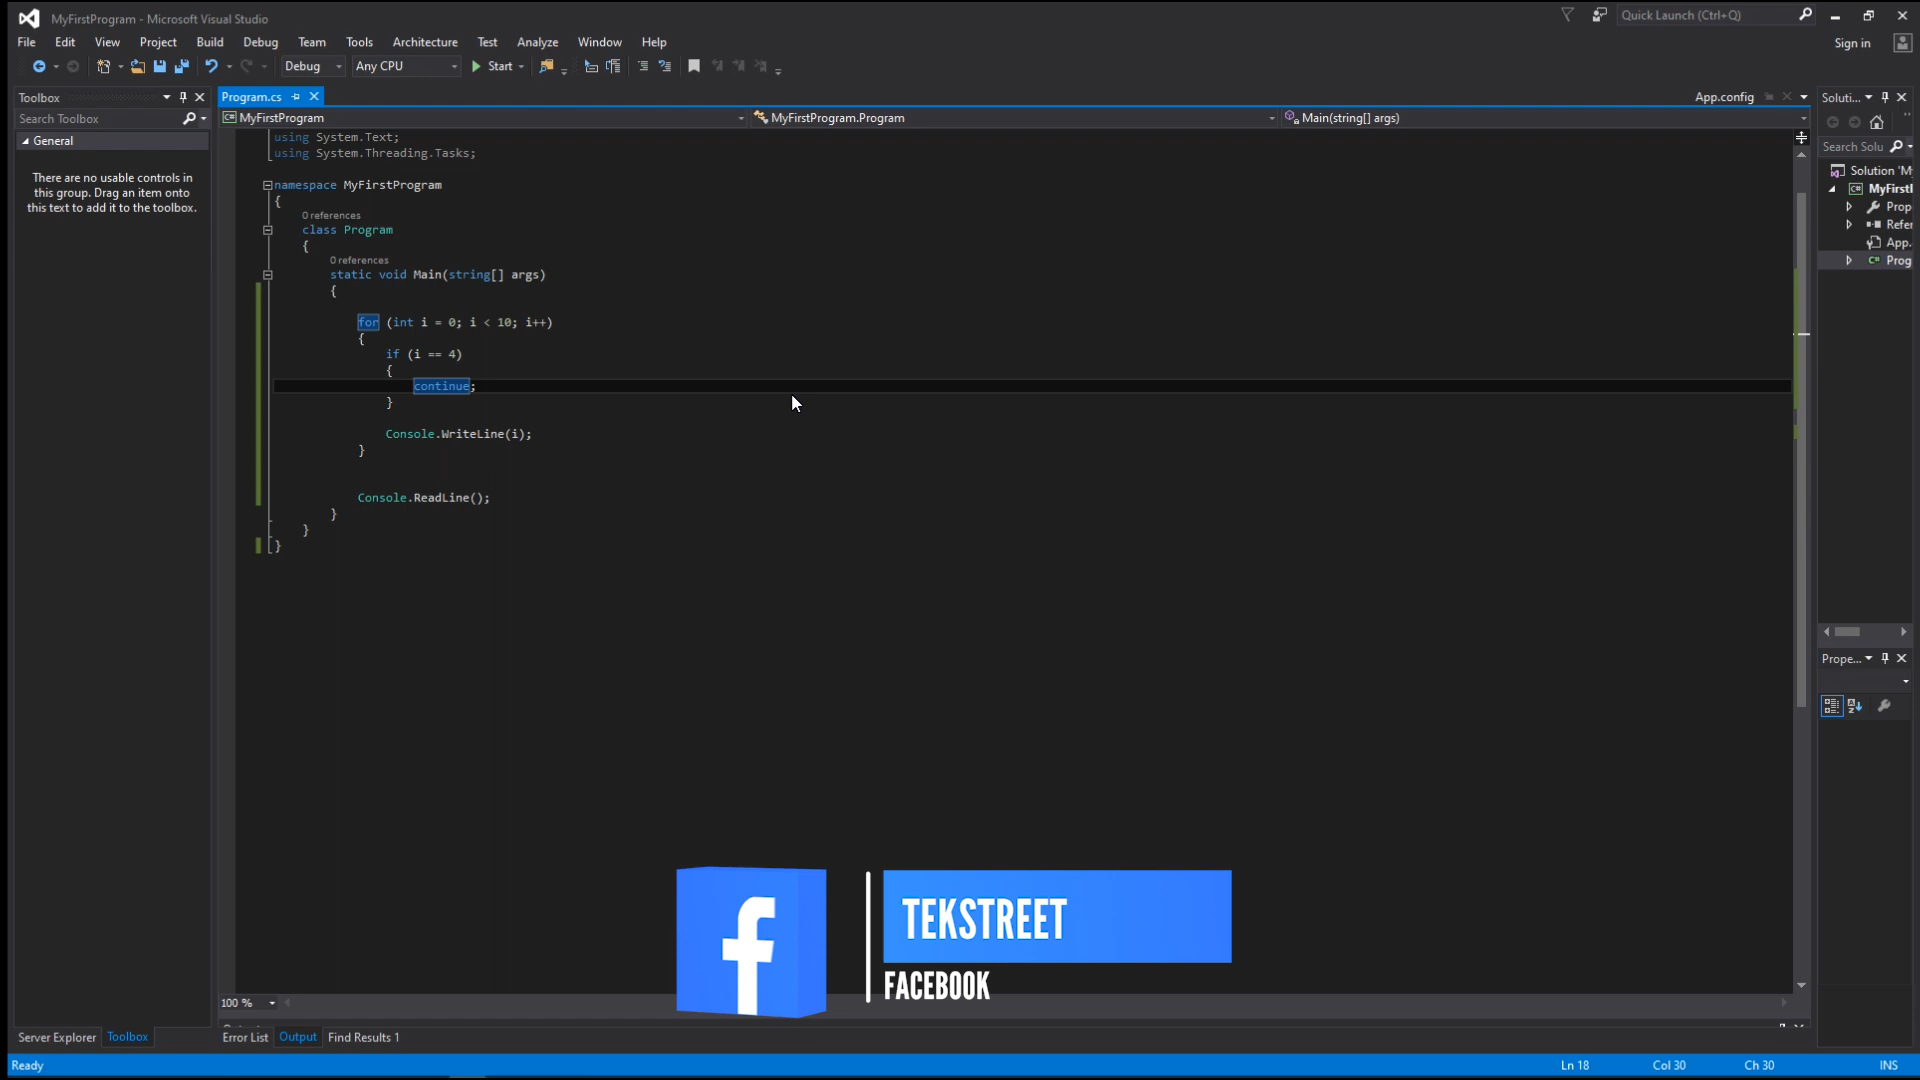 MyFirstProgram - Microsoft Visual Studio
Quick Launch (Ctrl+Q)
File Edit View Project Build Debug Team Tools Architecture Test Analyze Window Help
Sign in
Debug Any CPU Start
Toolbox
Program.cs
App.config
Soluti...
Search Toolbox
MyFirstProgram
MyFirstProgram.Program
Main(string[] args)
General
Search Solu
There are no usable controls in
this group. Drag an item onto
this text to add it to the toolbox.
using System.Text;
using System.Threading.Tasks;
namespace MyFirstProgram
{
0 references
class Program
{
0 references
static void Main(string[] args)
{
for (int i = 0; i < 10; i++)
{
if (i == 4)
{
continue;
}
Console.WriteLine(i);
}
Console.ReadLine();
}
}
}
Solution 'My
MyFirstI
Prop
Refer
App.
Prog
Prope...
f
TEKSTREET
FACEBOOK
100 %
Server Explorer Toolbox
Error List Output Find Results 1
Ready
Ln 18 Col 30 Ch 30 INS